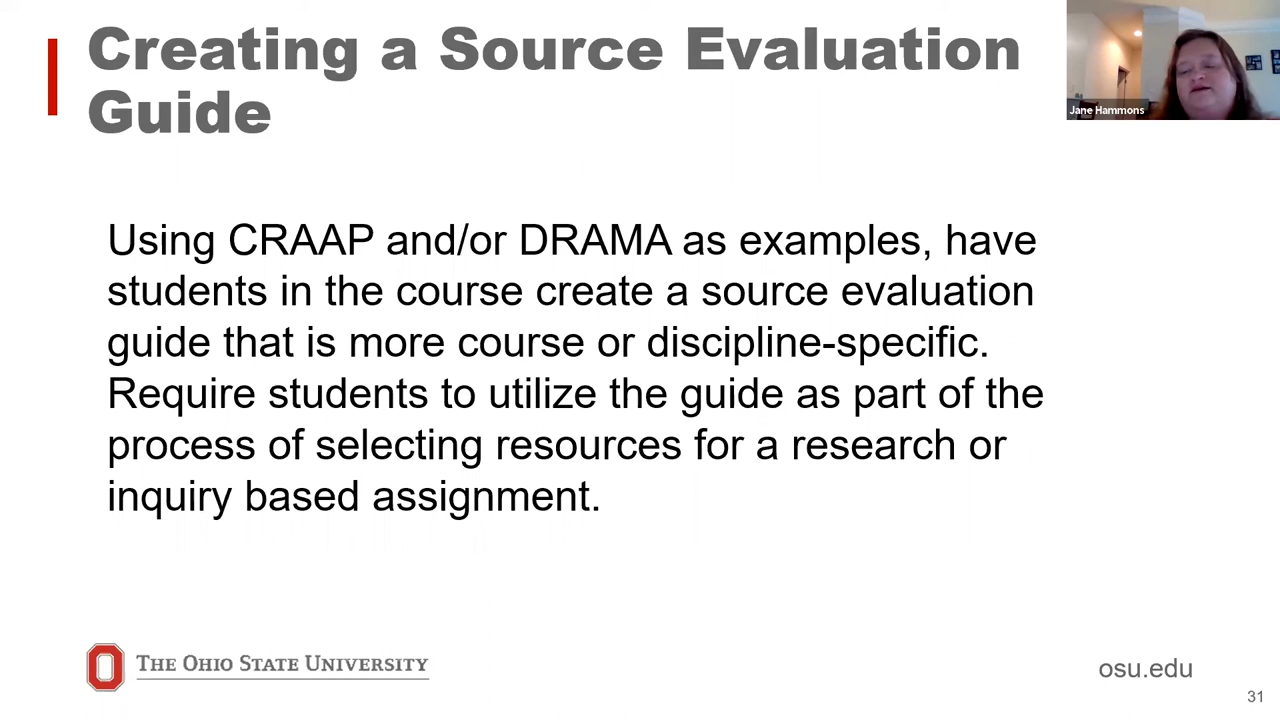 Creating a Source Evaluation
Guide
Jane Hammons
Using CRAAP and/or DRAMA as examples, have
students in the course create a source evaluation
guide that is more course or discipline-specific.
Require students to utilize the guide as part of the
process of selecting resources for a research or
inquiry based assignment.
THE OHIO STATE UNIVERSITY
osu.edu
31